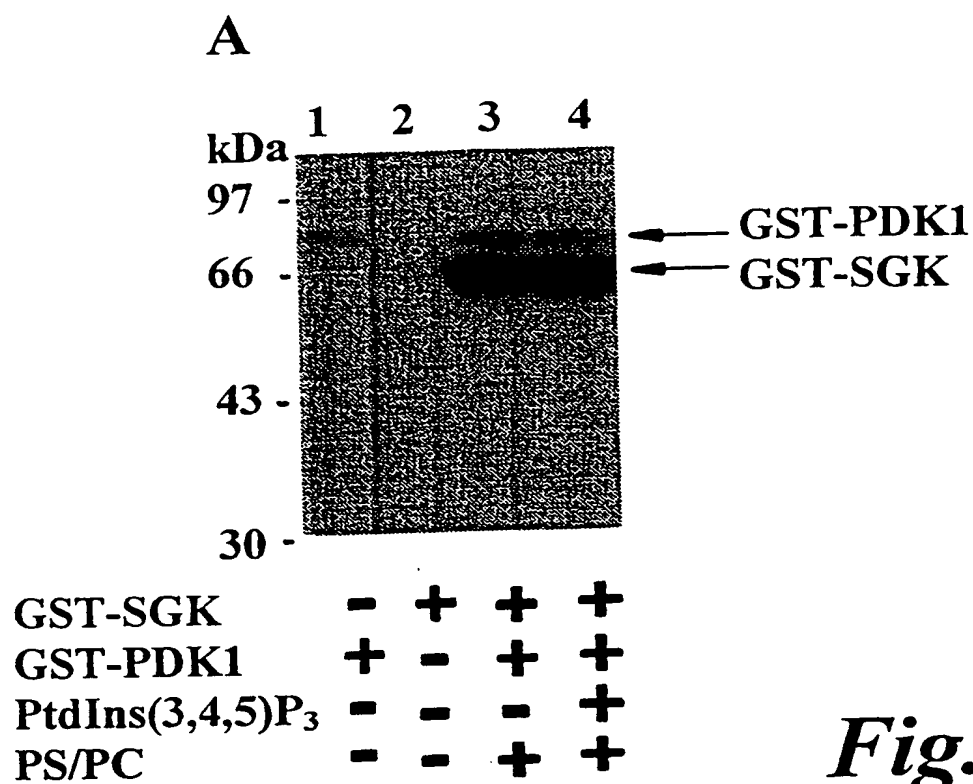 A
1 2 3 4
kDa
97 -
66 -
43 -
30 -
GST-PDK1
GST-SGK
GST-SGK - + + +
GST-PDK1 + - + +
PtdIns(3,4,5)P₃ - - - +
PS/PC - - + +
Fig.